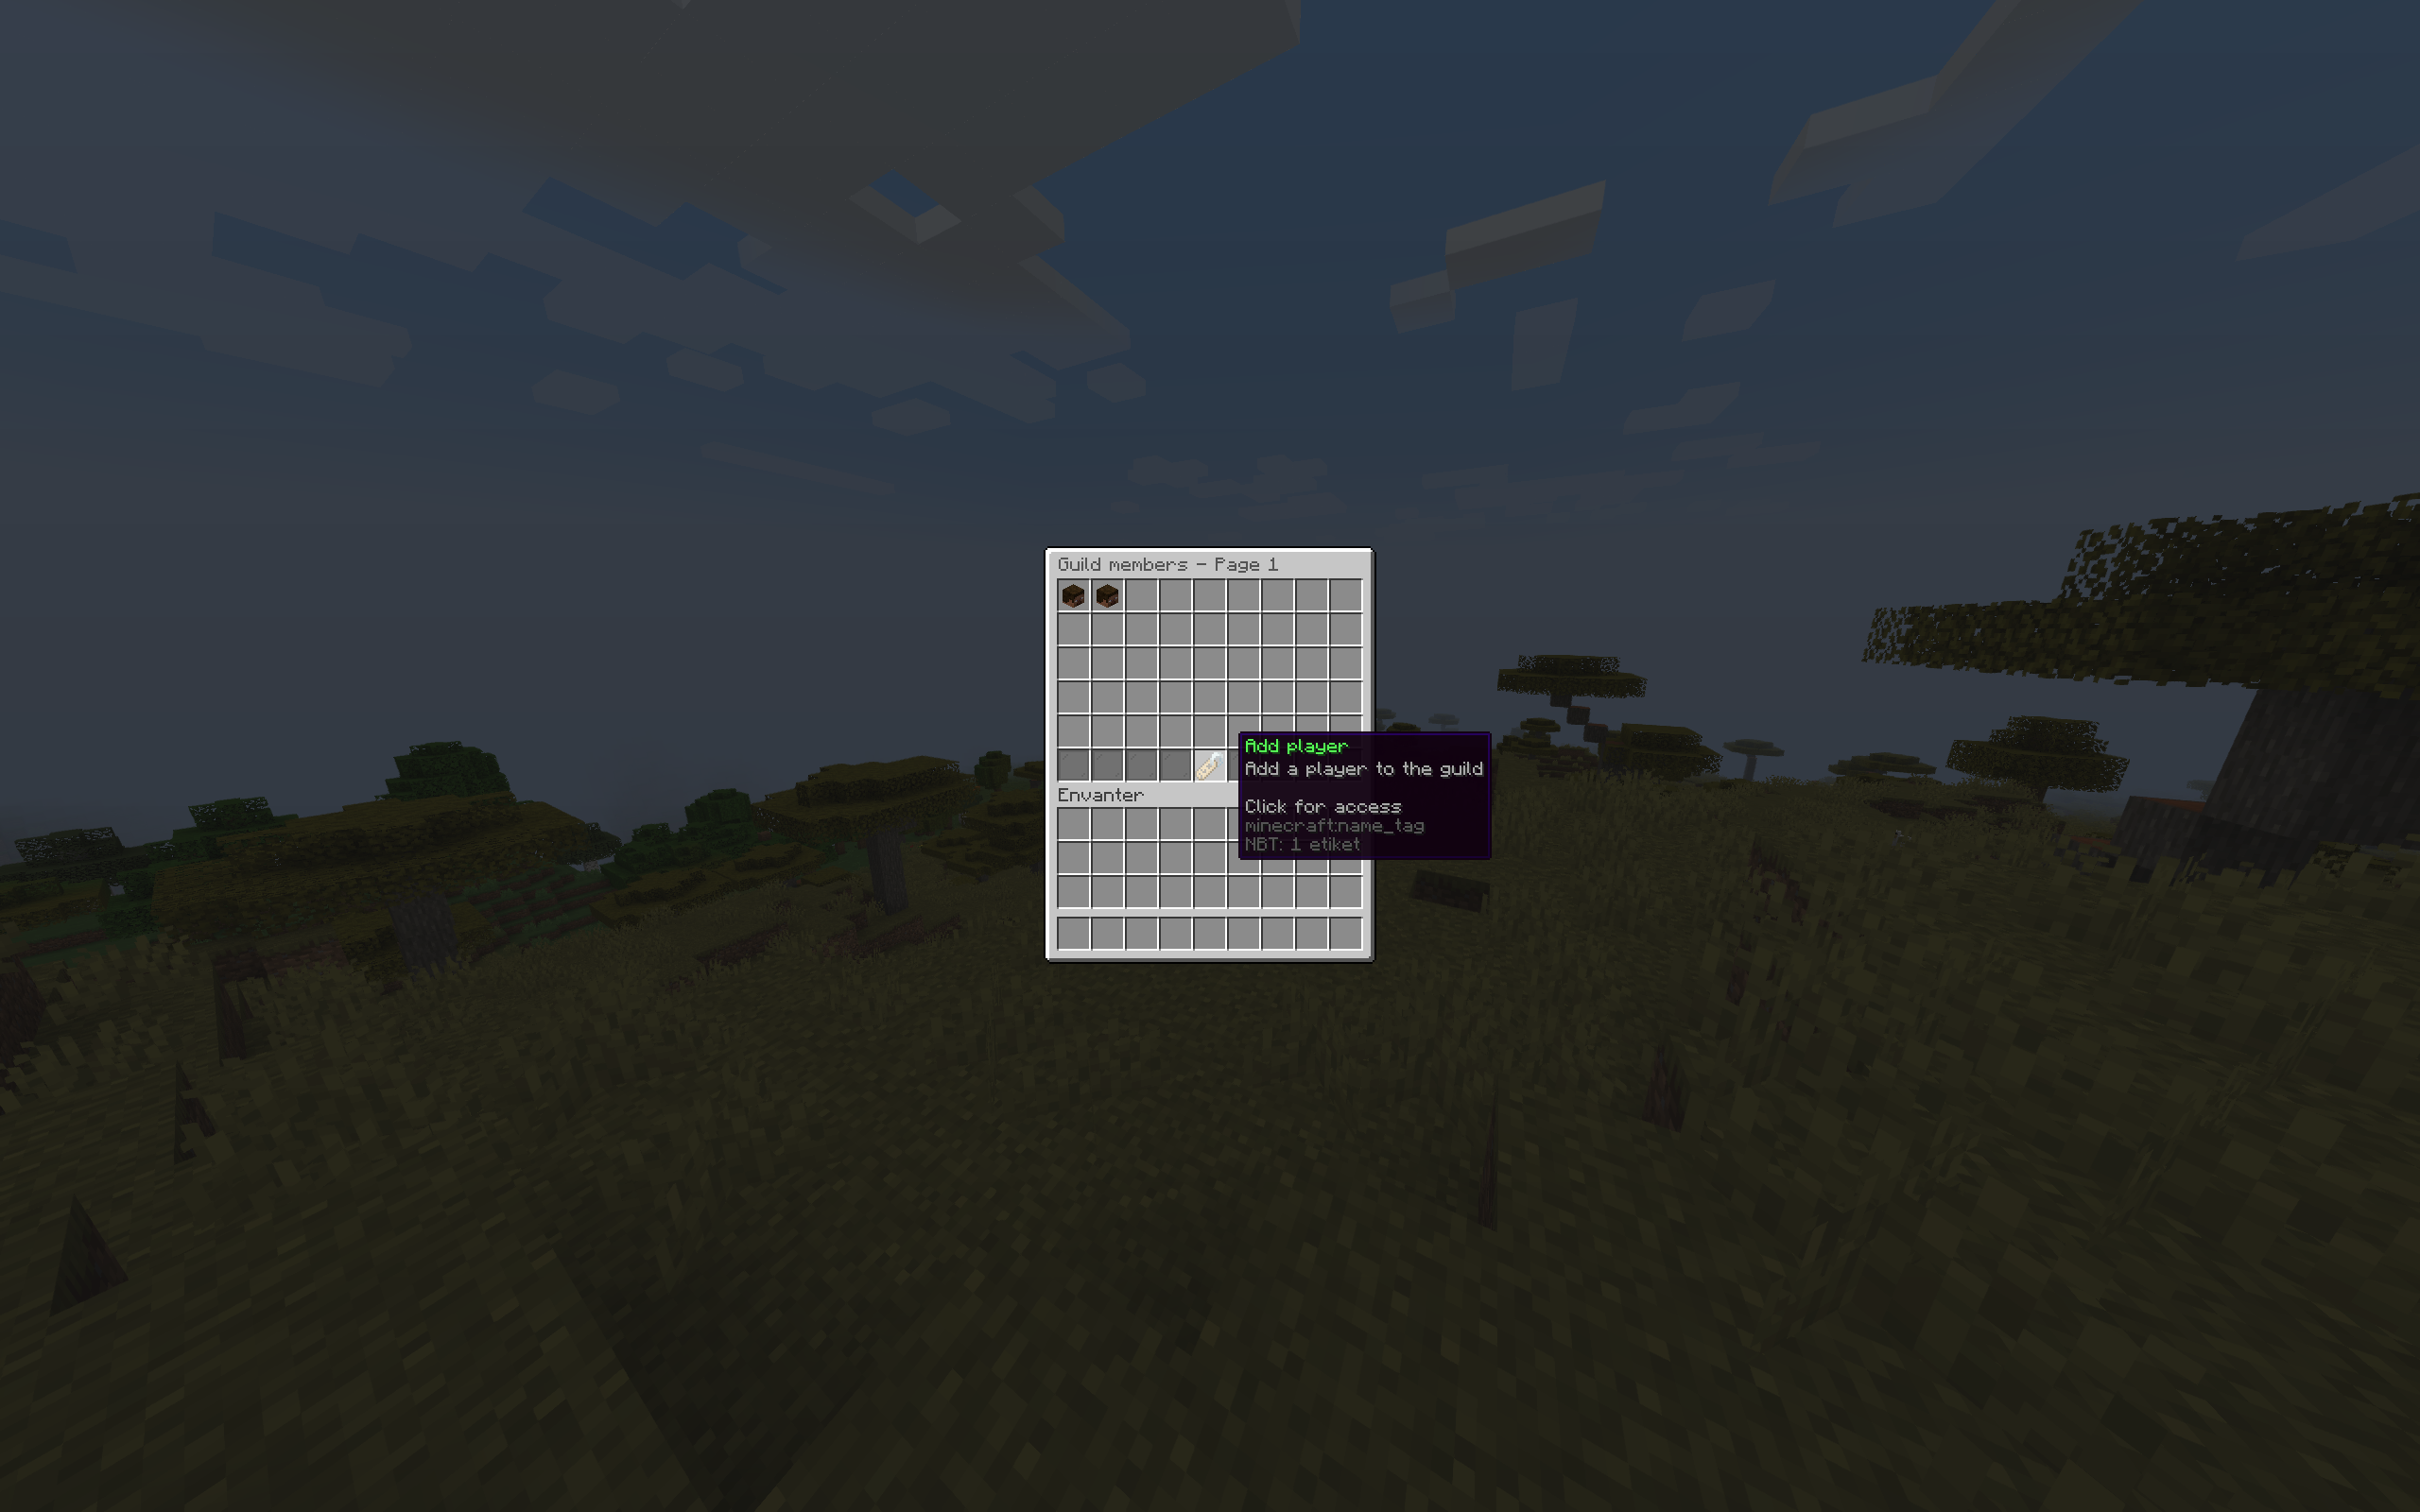 Guild members - Page 1
Add player
Add a player to the guild
Click for access
minecraft:name_tag
NBT: 1 etiket
Envanter